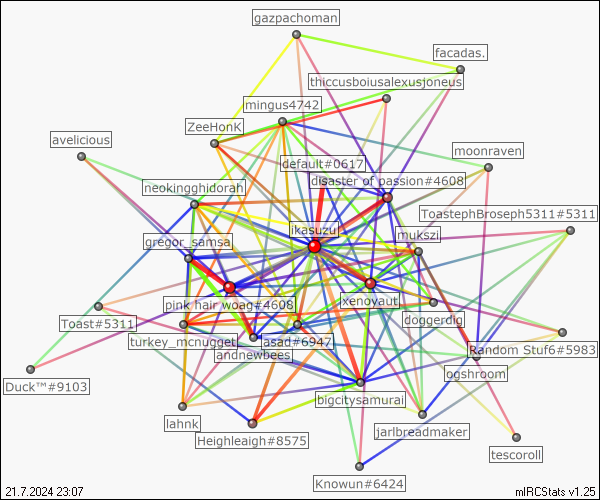 gazpachoman
facadas.
thiccusboiusalexusjoneus
mingus4742
ZeeHonK
avelicious
default#0617
moonraven
disaster of passion#4608
neokingghidorah
ToastephBroseph5311#5311
ikasuzu
mukszi
gregor_samsa
pink hair woag#4608
xenoyaut
doggerdig
Toast#5311
turkey_mcnugget
asad#6947
andnewbees
Random Stuf6#5983
ogshroom
Duck™#9103
bigcitysamurai
lahnk
jarlbreadmaker
Heighleaigh#8575
tescoroll
Knowun#6424
21.7.2024 23:07
mIRCStats v1.25